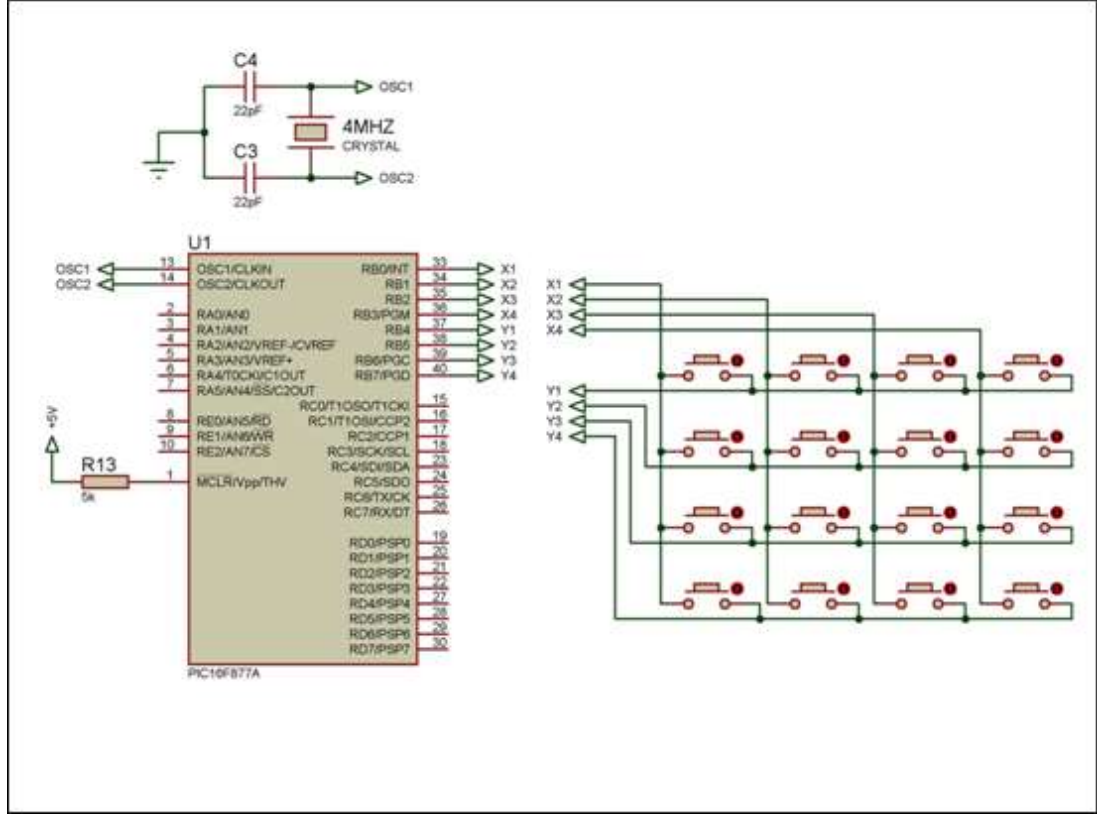 C4
22pF
OSC1
4MHZ
CRYSTAL
C3
22pF
OSC2
U1
OSC1 13 OSC1/CLKIN
OSC2 14 OSC2/CLKOUT
2 RA0/AN0
3 RA1/AN1
4 RA2/AN2/VREF-/CVREF
5 RA3/AN3/VREF+
6 RA4/T0CKI/C1OUT
7 RA5/AN4/SS/C2OUT
8 RE0/AN5/RD
9 RE1/AN6/WR
10 RE2/AN7/CS
+5V
R13
5k
1 MCLR/Vpp/THV
RB0/INT 33 X1
RB1 34 X2
RB2 35 X3
RB3/PGM 36 X4
RB4 37 Y1
RB5 38 Y2
RB6/PGC 39 Y3
RB7/PGD 40 Y4
RC0/T1OSO/T1CKI 15
RC1/T1OSI/CCP2 16
RC2/CCP1 17
RC3/SCK/SCL 18
RC4/SDI/SDA 23
RC5/SDO 24
RC6/TX/CK 25
RC7/RX/DT 26
RD0/PSP0 19
RD1/PSP1 20
RD2/PSP2 21
RD3/PSP3 22
RD4/PSP4 27
RD5/PSP5 28
RD6/PSP6 29
RD7/PSP7 30
PIC16F877A
X1
X2
X3
X4
Y1
Y2
Y3
Y4